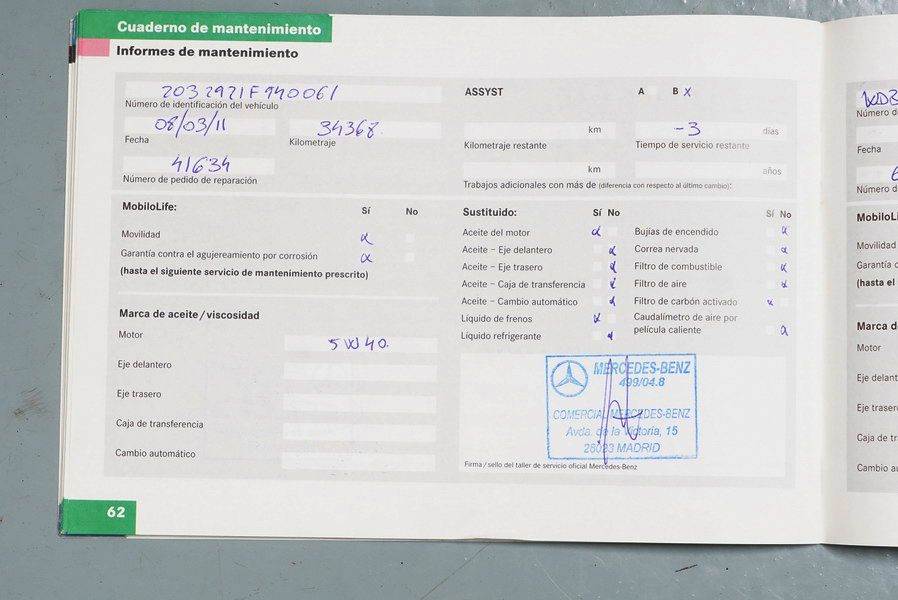 Cuaderno de mantenimiento
Informes de mantenimiento
2032921F940061
Número de identificación del vehículo
08/03/11
Fecha
34368.
Kilometraje
41634
Número de pedido de reparación
ASSYST A B X
km
Kilometraje restante
-3 días
Tiempo de servicio restante
km
años
Trabajos adicionales con más de (diferencia con respecto al último cambio):
MobiloLife: Sí No
Movilidad
Garantía contra el agujereamiento por corrosión
(hasta el siguiente servicio de mantenimiento prescrito)
Marca de aceite/viscosidad
Motor 5W40.
Eje delantero
Eje trasero
Caja de transferencia
Cambio automático
Sustituido: Sí No
Aceite del motor
Aceite – Eje delantero
Aceite – Eje trasero
Aceite – Caja de transferencia
Aceite – Cambio automático
Líquido de frenos
Líquido refrigerante
Sí No
Bujías de encendido
Correa nervada
Filtro de combustible
Filtro de aire
Filtro de carbón activado
Caudalímetro de aire por
película caliente
MERCEDES-BENZ
499/04.8
COMERCIAL MERCEDES-BENZ
Avda. de la Victoria, 15
28023 MADRID
Firma/sello del taller de servicio oficial Mercedes-Benz
62
WDB
Número d
Fecha
6
Número d
MobiloLi
Movilidad
Garantía c
(hasta el
Marca d
Motor
Eje delant
Eje traser
Caja de tr
Cambio au